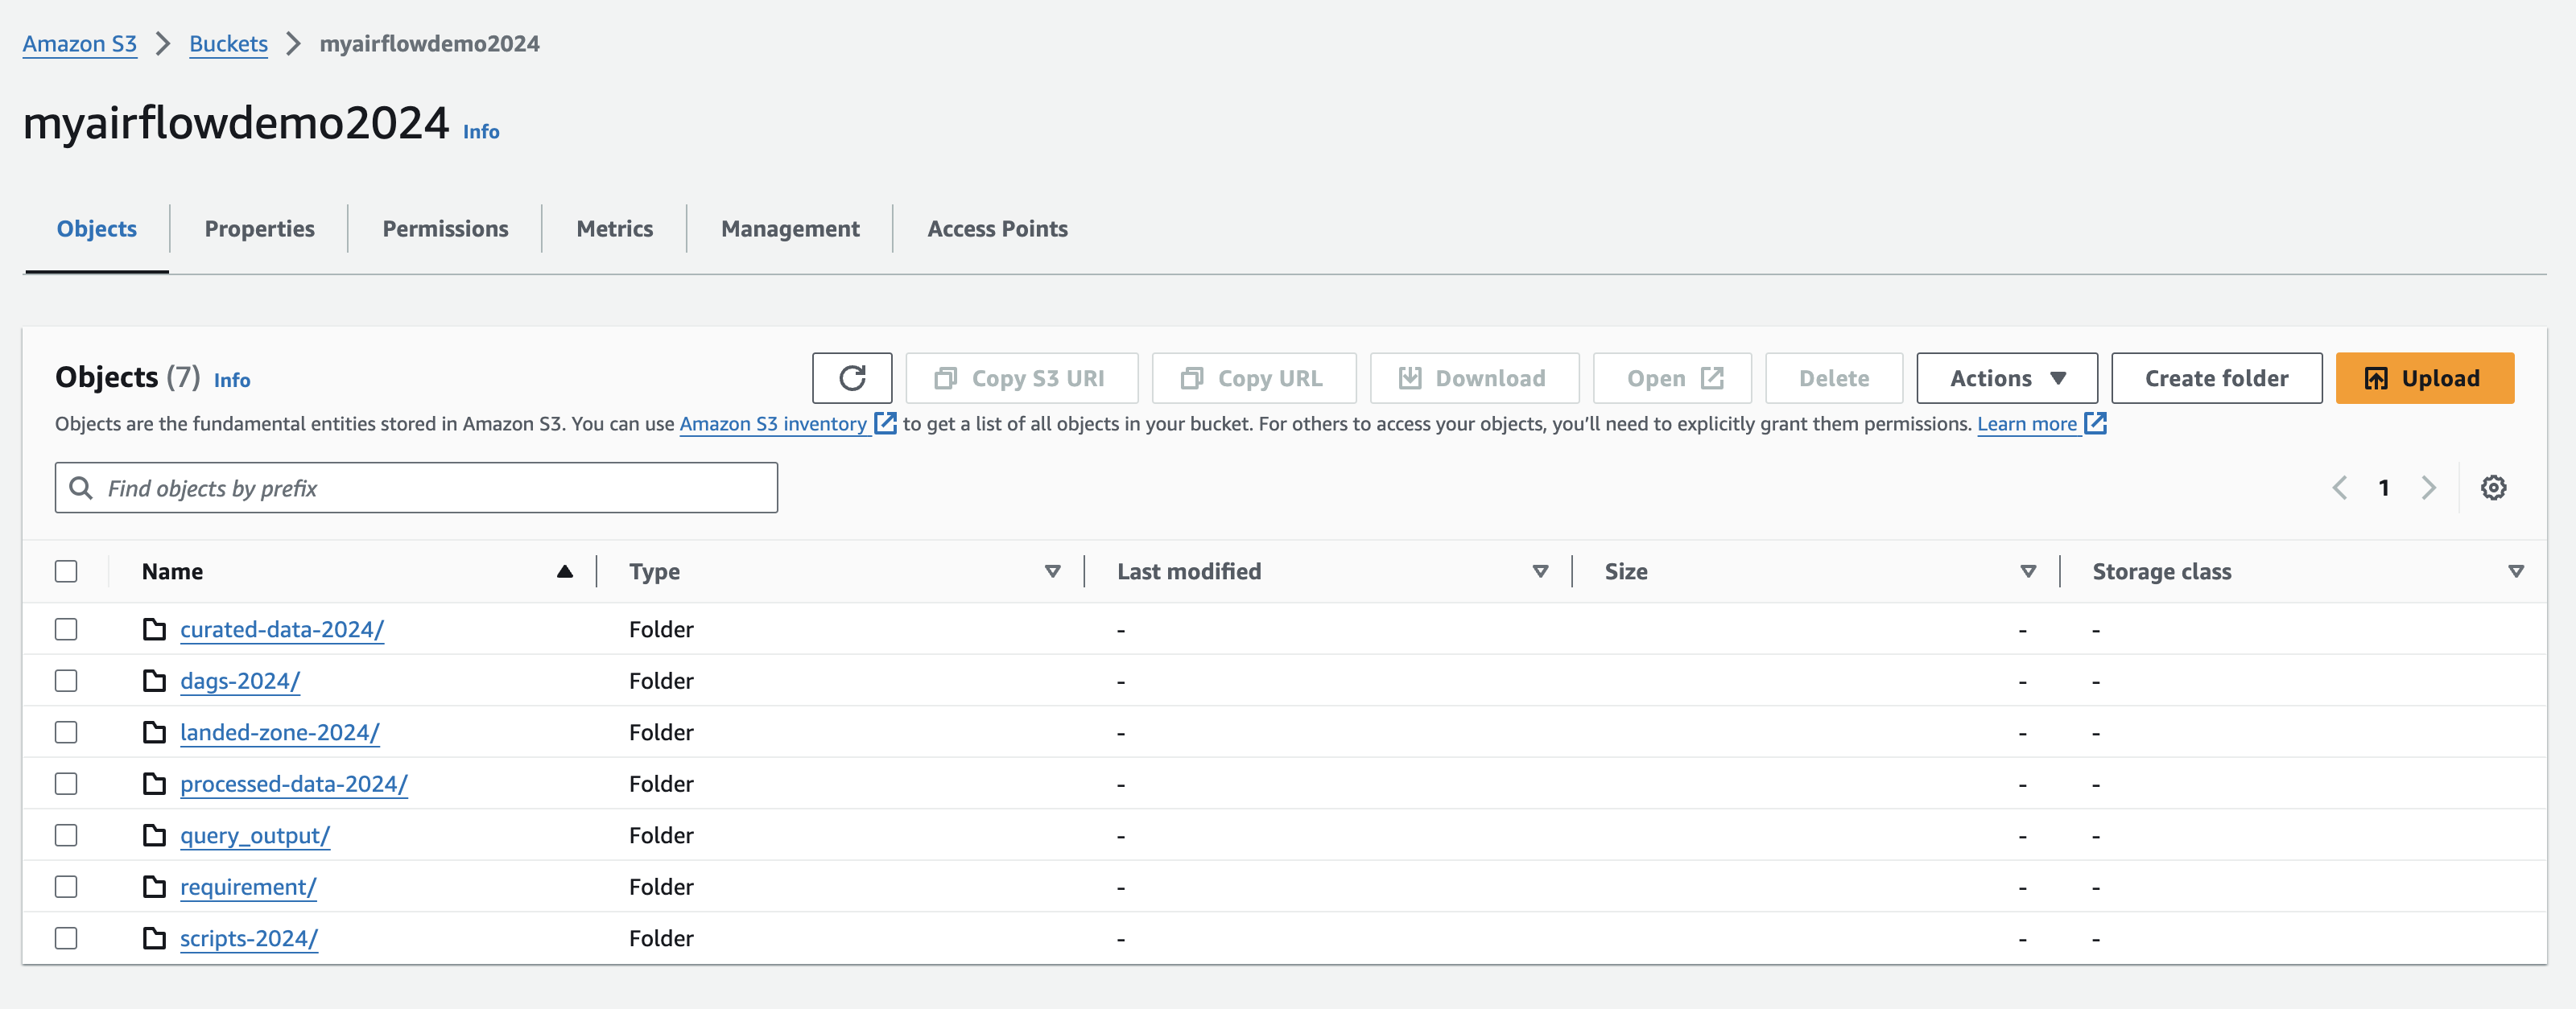 Amazon S3 > Buckets > myairflowdemo2024
myairflowdemo2024 Info
Objects Properties Permissions Metrics Management Access Points
Objects (7) Info
Copy S3 URI Copy URL Download Open Delete Actions Create folder Upload
Objects are the fundamental entities stored in Amazon S3. You can use Amazon S3 inventory to get a list of all objects in your bucket. For others to access your objects, you’ll need to explicitly grant them permissions. Learn more
Find objects by prefix
1
Name Type Last modified Size Storage class
curated-data-2024/ Folder - - -
dags-2024/ Folder - - -
landed-zone-2024/ Folder - - -
processed-data-2024/ Folder - - -
query_output/ Folder - - -
requirement/ Folder - - -
scripts-2024/ Folder - - -